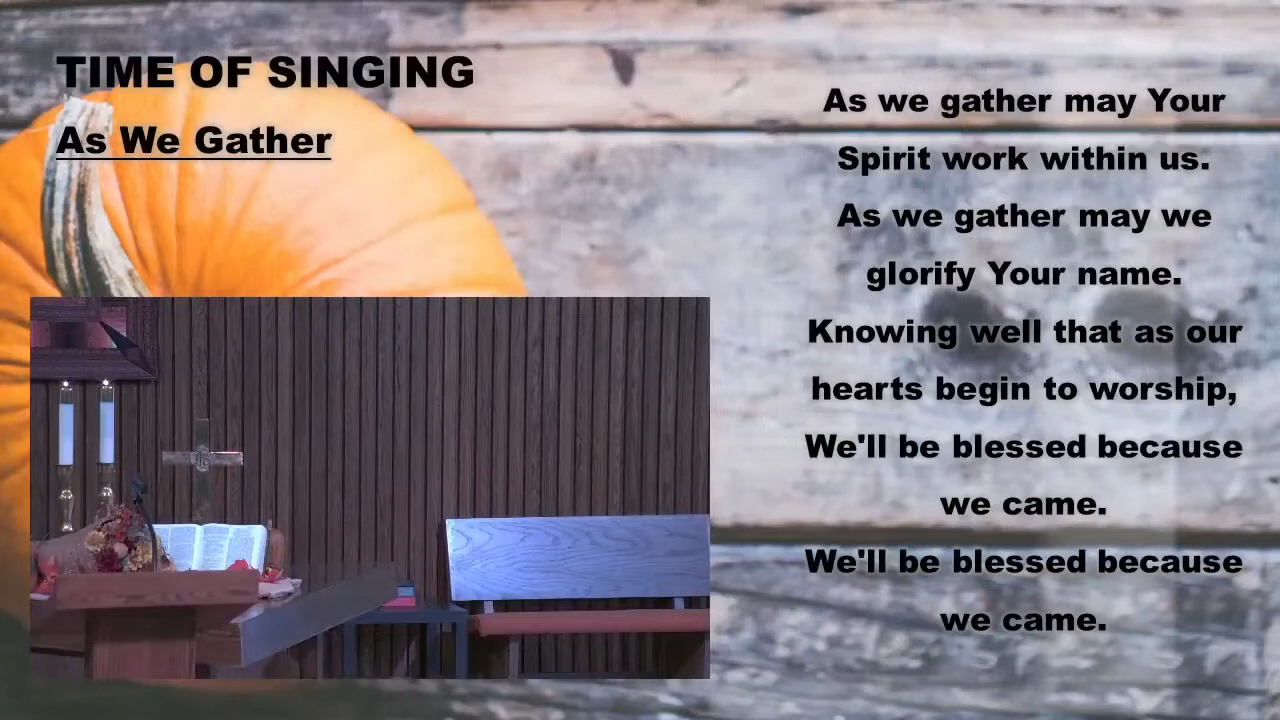 TIME OF SINGING
As We Gather
As we gather may Your
Spirit work within us.
As we gather may we
glorify Your name.
Knowing well that as our
hearts begin to worship,
We'll be blessed because
we came.
We'll be blessed because
we came.